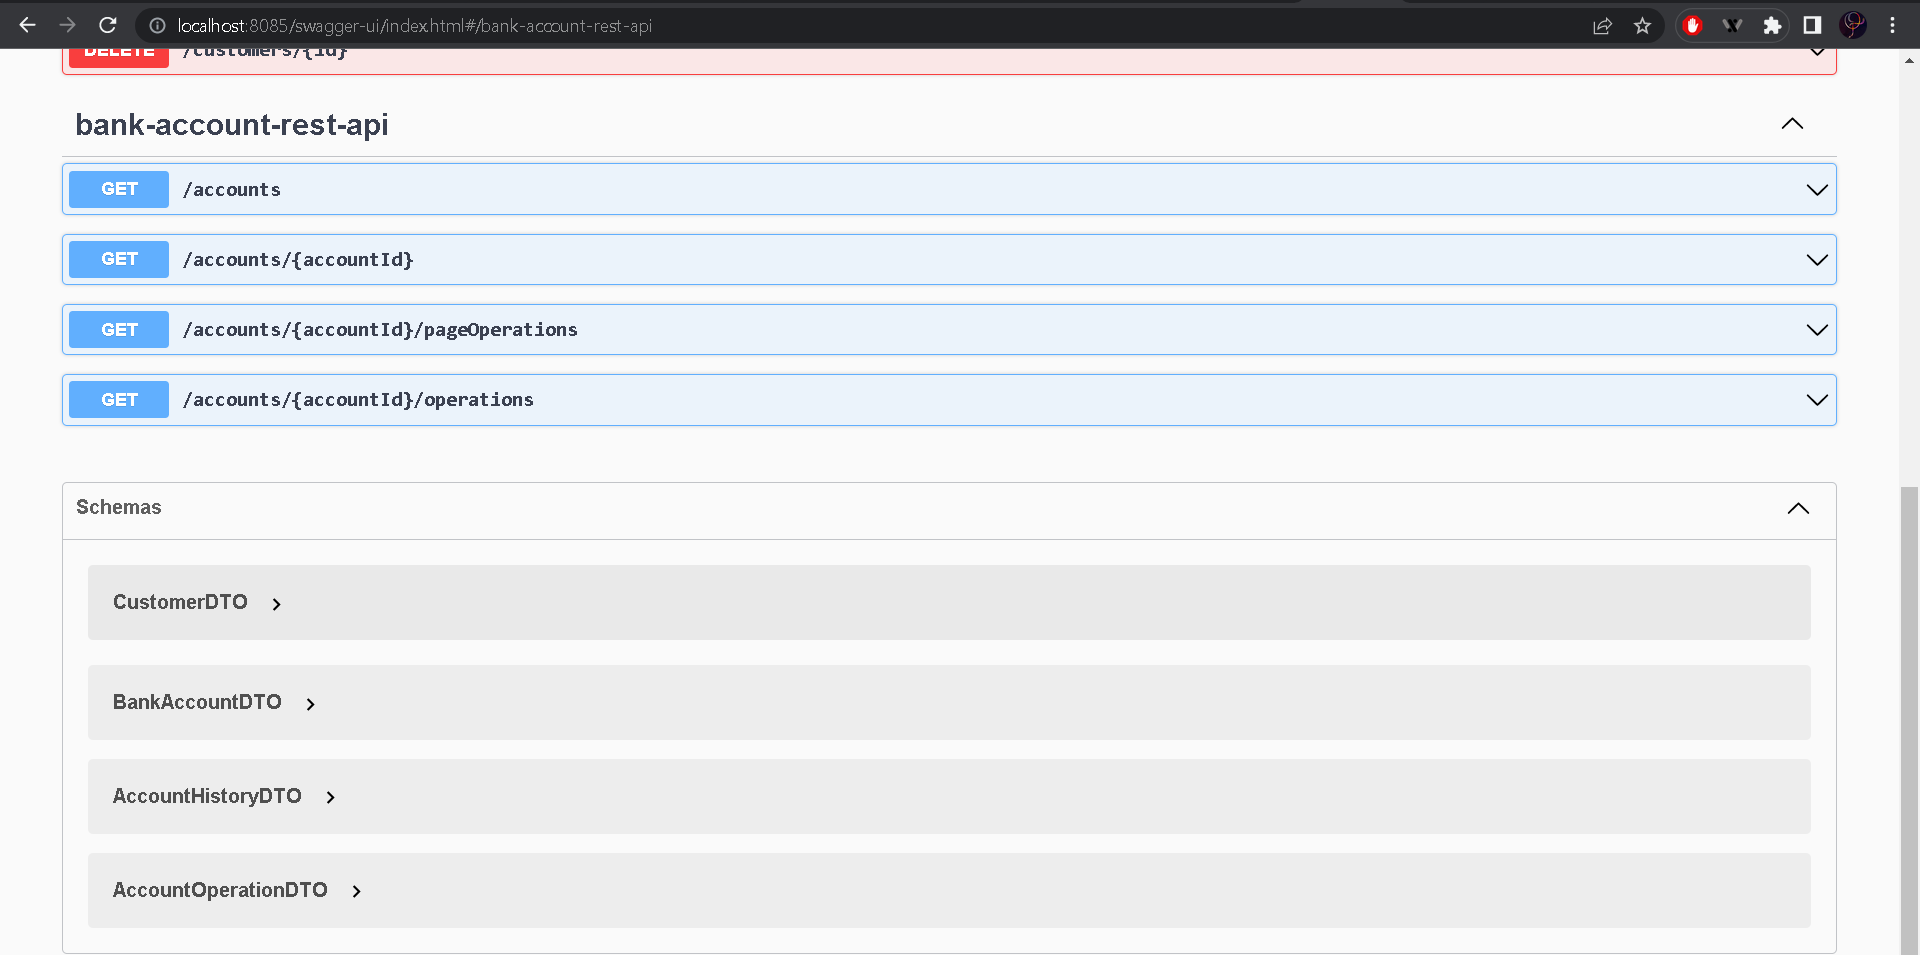 localhost:8085/swagger-ui/index.html#/bank-account-rest-api
DELETE /customers/{id}
bank-account-rest-api
GET /accounts
GET /accounts/{accountId}
GET /accounts/{accountId}/pageOperations
GET /accounts/{accountId}/operations
Schemas
CustomerDTO
BankAccountDTO
AccountHistoryDTO
AccountOperationDTO